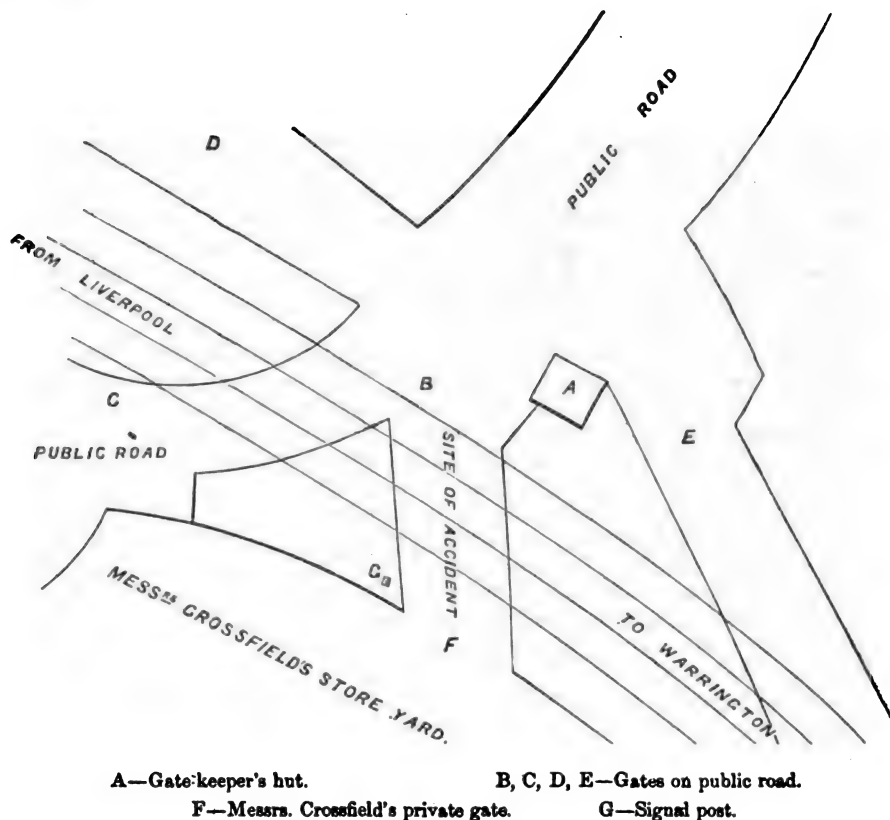 D
PUBLIC ROAD
FROM LIVERPOOL
B
A
C
PUBLIC ROAD
E
SITE OF ACCIDENT
G
MESSRS CROSSFIELD'S STORE YARD.
F
TO WARRINGTON
A—Gate-keeper's hut. B, C, D, E—Gates on public road.
F—Messrs. Crossfield's private gate. G—Signal post.